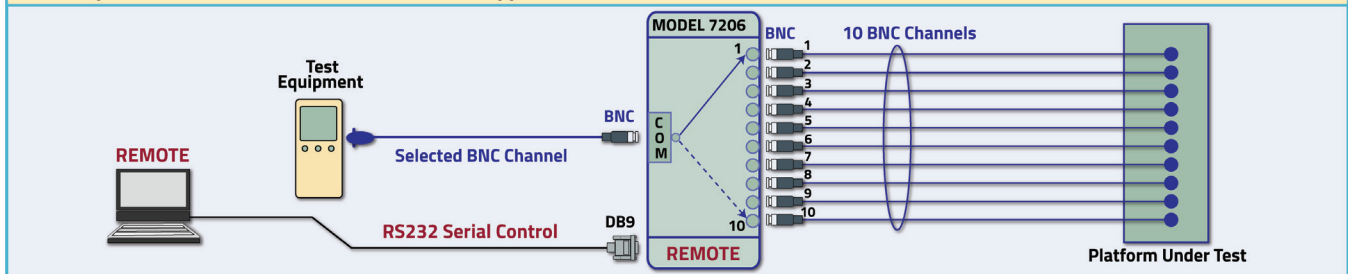 MODEL 7206
BNC
10 BNC Channels
Test
Equipment
BNC
COM
1
10
1
2
3
4
5
6
7
8
9
10
Selected BNC Channel
REMOTE
RS232 Serial Control
DB9
REMOTE
Platform Under Test